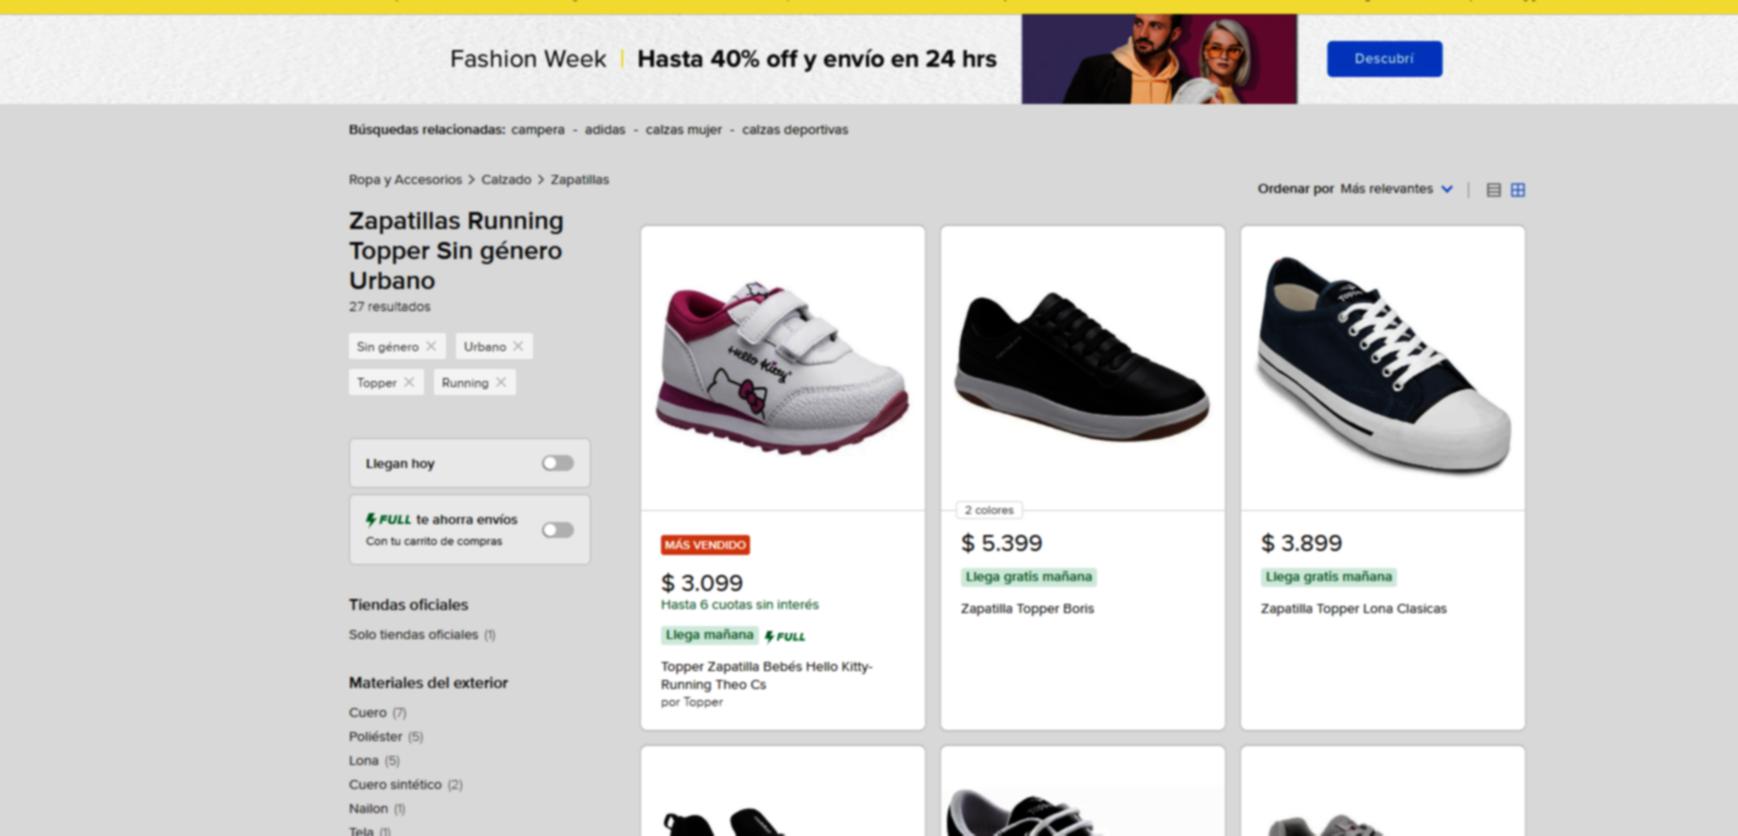 Fashion Week | Hasta 40% off y envío en 24 hrs
Descubrí
Búsquedas relacionadas: campera - adidas - calzas mujer - calzas deportivas
Ropa y Accesorios > Calzado > Zapatillas
Ordenar por Más relevantes
Zapatillas Running
Topper Sin género
Urbano
27 resultados
Sin género
Urbano
Topper
Running
Llegan hoy
FULL te ahorra envíos
Con tu carrito de compras
Tiendas oficiales
Solo tiendas oficiales (1)
Materiales del exterior
Cuero (7)
Poliéster (5)
Lona (5)
Cuero sintético (2)
Nailon (1)
Tela (1)
Hello Kitty
MÁS VENDIDO
$ 3.099
Hasta 6 cuotas sin interés
Llega mañana FULL
Topper Zapatilla Bebés Hello Kitty-
Running Theo Cs
por Topper
2 colores
$ 5.399
Llega gratis mañana
Zapatilla Topper Boris
$ 3.899
Llega gratis mañana
Zapatilla Topper Lona Clasicas